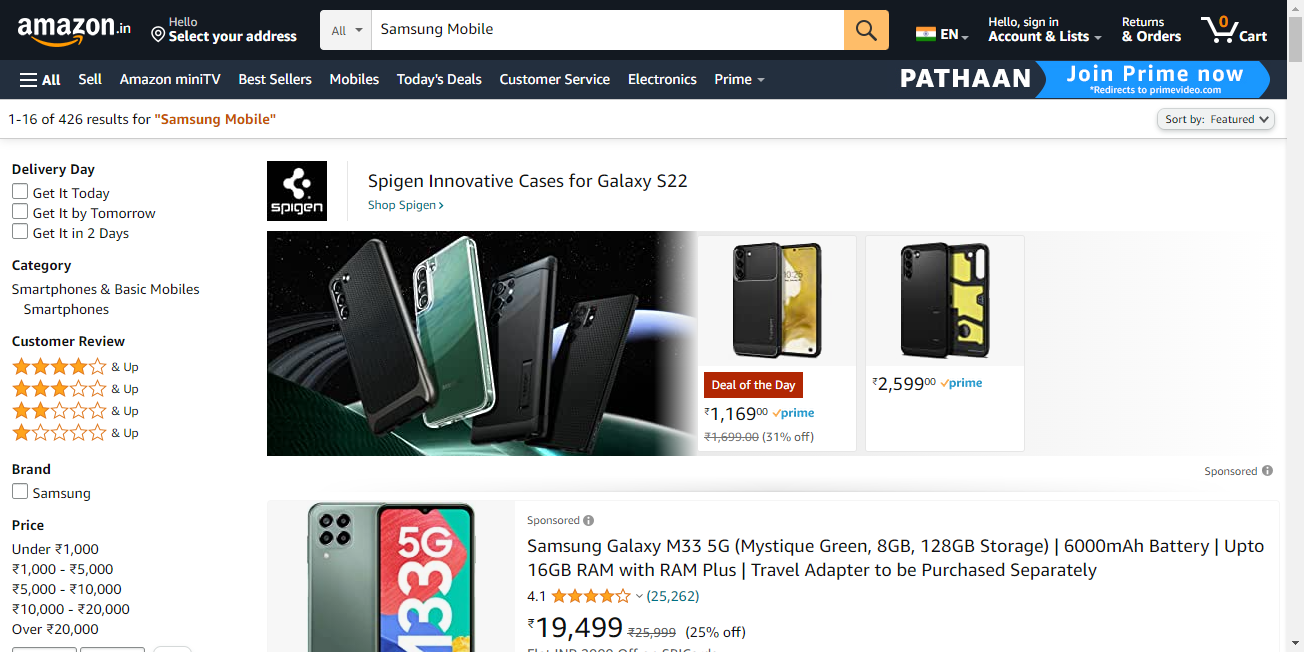 amazon.in
Hello
Select your address
All
Samsung Mobile
EN
Hello, sign in
Account & Lists
Returns
& Orders
0
Cart
All
Sell
Amazon miniTV
Best Sellers
Mobiles
Today's Deals
Customer Service
Electronics
Prime
PATHAAN
Join Prime now
*Redirects to primevideo.com
1-16 of 426 results for "Samsung Mobile"
Sort by: Featured
Delivery Day
Get It Today
Get It by Tomorrow
Get It in 2 Days
Category
Smartphones & Basic Mobiles
Smartphones
Customer Review
& Up
& Up
& Up
& Up
Brand
Samsung
Price
Under ₹1,000
₹1,000 - ₹5,000
₹5,000 - ₹10,000
₹10,000 - ₹20,000
Over ₹20,000
spigen
Spigen Innovative Cases for Galaxy S22
Shop Spigen ›
Deal of the Day
₹1,16900 prime
₹1,699.00 (31% off)
₹2,59900 prime
Sponsored
5G
M33
Sponsored
Samsung Galaxy M33 5G (Mystique Green, 8GB, 128GB Storage) | 6000mAh Battery | Upto
16GB RAM with RAM Plus | Travel Adapter to be Purchased Separately
4.1 (25,262)
₹19,499 ₹25,999 (25% off)